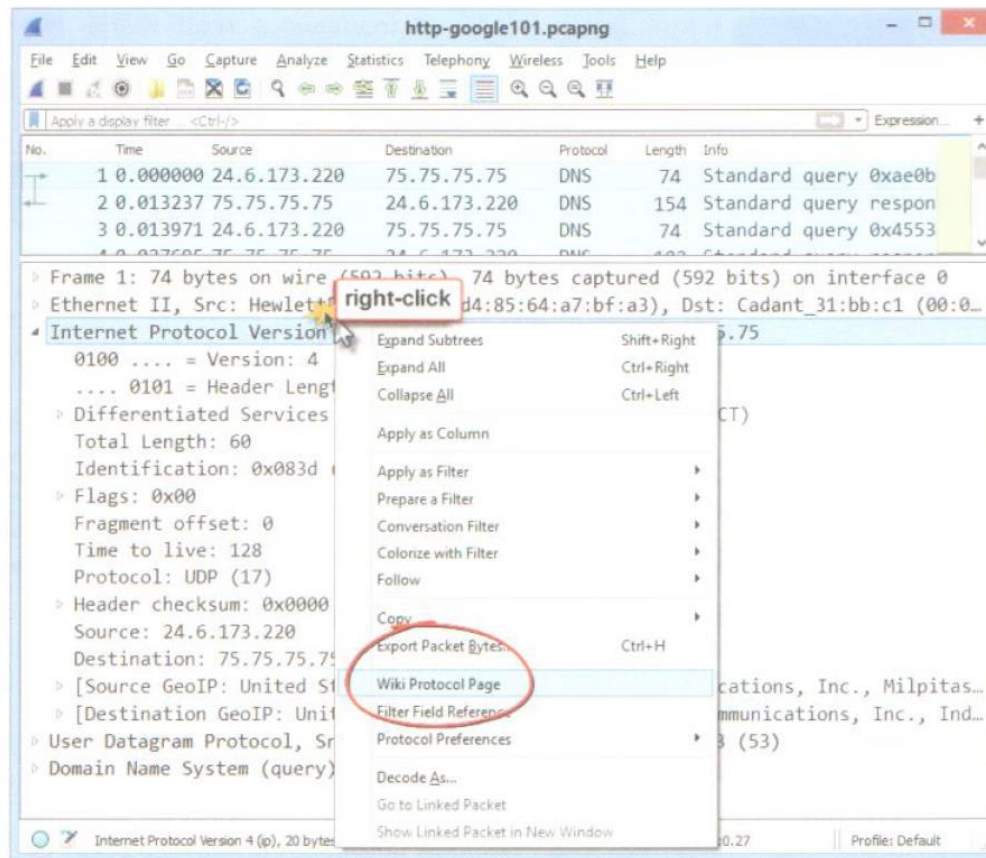 http-google101.pcapng
File Edit View Go Capture Analyze Statistics Telephony Wireless Tools Help
Apply a display filter ... <Ctrl-/> Expression... +
No. Time Source Destination Protocol Length Info
1 0.000000 24.6.173.220 75.75.75.75 DNS 74 Standard query 0xae0b
2 0.013237 75.75.75.75 24.6.173.220 DNS 154 Standard query respon
3 0.013971 24.6.173.220 75.75.75.75 DNS 74 Standard query 0x4553
Frame 1: 74 bytes on wire (592 bits), 74 bytes captured (592 bits) on interface 0
Ethernet II, Src: Hewlet d4:85:64:a7:bf:a3), Dst: Cadant_31:bb:c1 (00:0…
right-click
Internet Protocol Version 5.75
0100 .... = Version: 4
.... 0101 = Header Lengt
Differentiated Services CT)
Total Length: 60
Identification: 0x083d
Flags: 0x00
Fragment offset: 0
Time to live: 128
Protocol: UDP (17)
Header checksum: 0x0000
Source: 24.6.173.220
Destination: 75.75.75.75
[Source GeoIP: United St cations, Inc., Milpitas…
[Destination GeoIP: Unit mmunications, Inc., Ind…
User Datagram Protocol, Sr 3 (53)
Domain Name System (query)
Expand Subtrees Shift+Right
Expand All Ctrl+Right
Collapse All Ctrl+Left
Apply as Column
Apply as Filter
Prepare a Filter
Conversation Filter
Colorize with Filter
Follow
Copy
Export Packet Bytes... Ctrl+H
Wiki Protocol Page
Filter Field Reference
Protocol Preferences
Decode As...
Go to Linked Packet
Show Linked Packet in New Window
Internet Protocol Version 4 (ip), 20 bytes :0.27 Profile: Default